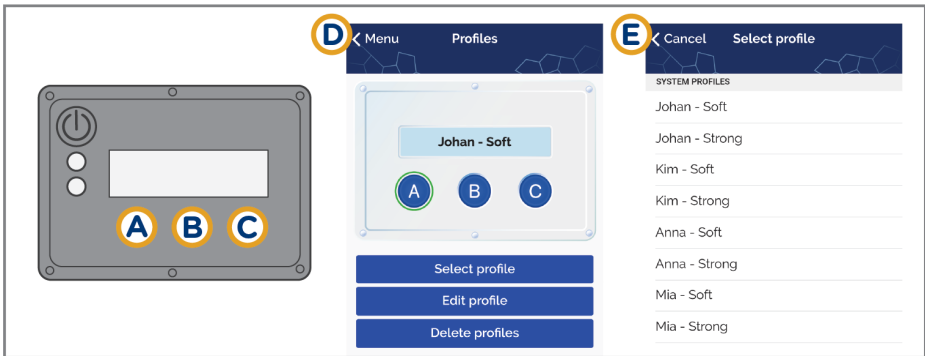 A B C
D
Menu Profiles
Johan - Soft
A B C
Select profile
Edit profile
Delete profiles
E
Cancel Select profile
SYSTEM PROFILES
Johan - Soft
Johan - Strong
Kim - Soft
Kim - Strong
Anna - Soft
Anna - Strong
Mia - Soft
Mia - Strong